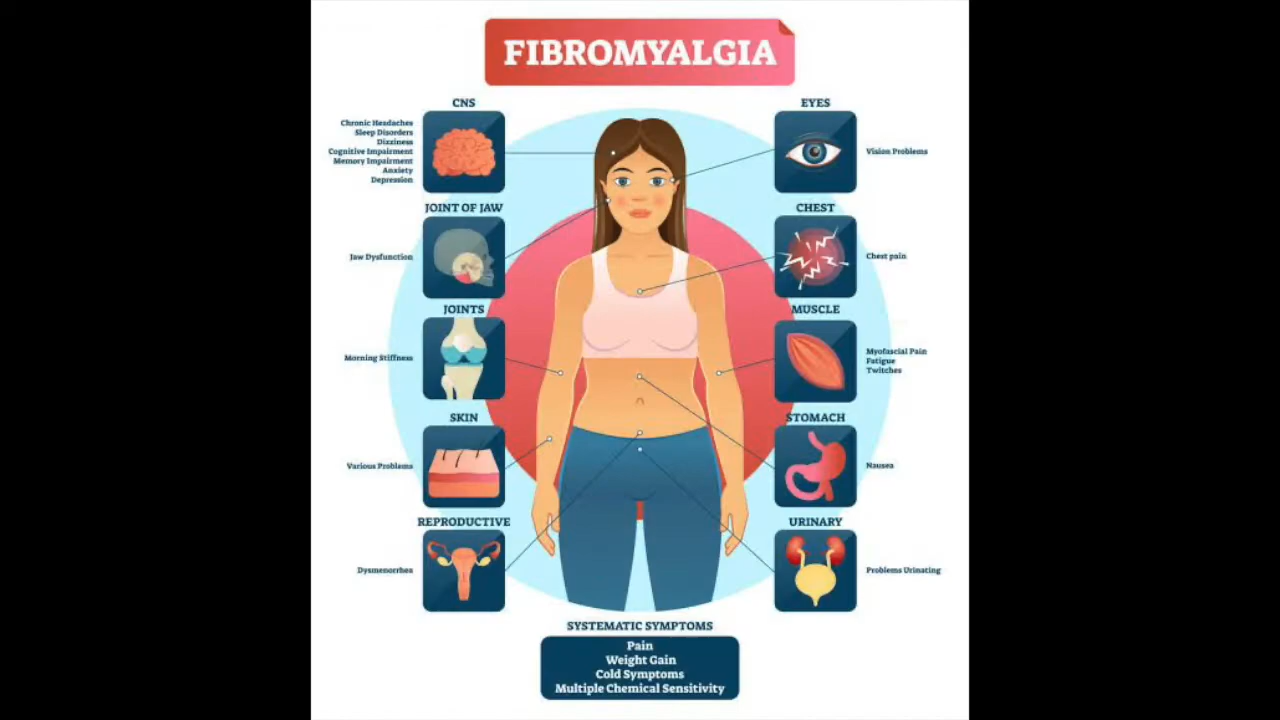 FIBROMYALGIA
CNS
Chronic Headaches
Sleep Disorders
Dizziness
Cognitive Impairment
Memory Impairment
Anxiety
Depression
JOINT OF JAW
Jaw Dysfunction
JOINTS
Morning Stiffness
SKIN
Various Problems
REPRODUCTIVE
Dysmenorrhea
EYES
Vision Problems
CHEST
Chest pain
MUSCLE
Myofascial Pain
Fatigue
Twitches
STOMACH
Nausea
URINARY
Problems Urinating
SYSTEMATIC SYMPTOMS
Pain
Weight Gain
Cold Symptoms
Multiple Chemical Sensitivity